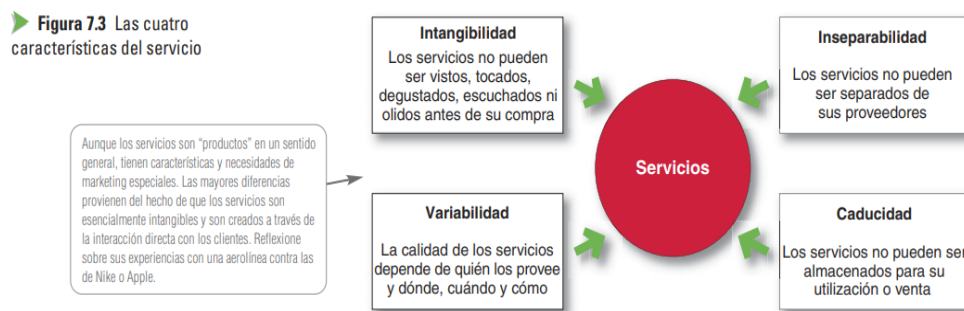 Figura 7.3 Las cuatro
características del servicio
Aunque los servicios son “productos” en un sentido
general, tienen características y necesidades de
marketing especiales. Las mayores diferencias
provienen del hecho de que los servicios son
esencialmente intangibles y son creados a través de
la interacción directa con los clientes. Reflexione
sobre sus experiencias con una aerolínea contra las
de Nike o Apple.
Intangibilidad
Los servicios no pueden
ser vistos, tocados,
degustados, escuchados ni
olidos antes de su compra
Inseparabilidad
Los servicios no pueden
ser separados de
sus proveedores
Servicios
Variabilidad
La calidad de los servicios
depende de quién los provee
y dónde, cuándo y cómo
Caducidad
Los servicios no pueden ser
almacenados para su
utilización o venta